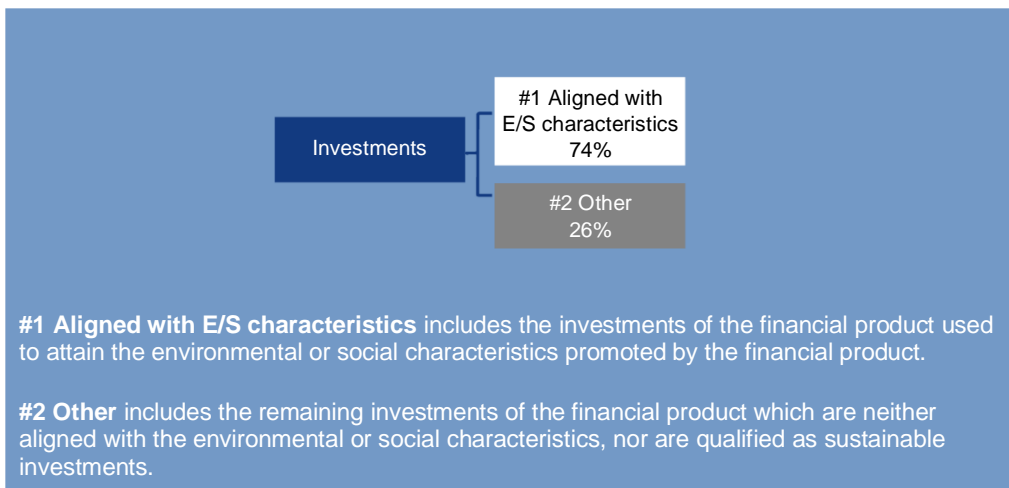 #1 Aligned with
E/S characteristics
74%
Investments
#2 Other
26%
#1 Aligned with E/S characteristics includes the investments of the financial product used
to attain the environmental or social characteristics promoted by the financial product.
#2 Other includes the remaining investments of the financial product which are neither
aligned with the environmental or social characteristics, nor are qualified as sustainable
investments.